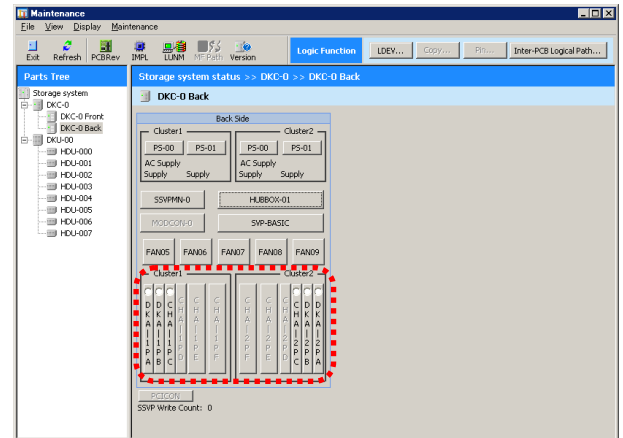 Maintenance
File View Display Maintenance
Exit Refresh PCBRev IMPL LUNM MF Path Version
Logic Function LDEV... Copy... Pin... Inter-PCB Logical Path...
Parts Tree
Storage system
DKC-0
DKC-0 Front
DKC-0 Back
DKU-00
HDU-000
HDU-001
HDU-002
HDU-003
HDU-004
HDU-005
HDU-006
HDU-007
Storage system status >> DKC-0 >> DKC-0 Back
DKC-0 Back
Back Side
Cluster1 Cluster2
PS-00 PS-01 PS-00 PS-01
AC Supply AC Supply
Supply Supply Supply Supply
SSVPMN-0 HUBBOX-01
MODCON-0 SVP-BASIC
FAN05 FAN06 FAN07 FAN08 FAN09
Cluster1 Cluster2
DKA|1PA DKA|1PB CHA|1PC CHA|1PD CHA|1PE CHA|1PF CHA|2PF CHA|2PE CHA|2PD CHA|2PC DKA|2PB DKA|2PA
PCICON
SSVP Write Count: 0